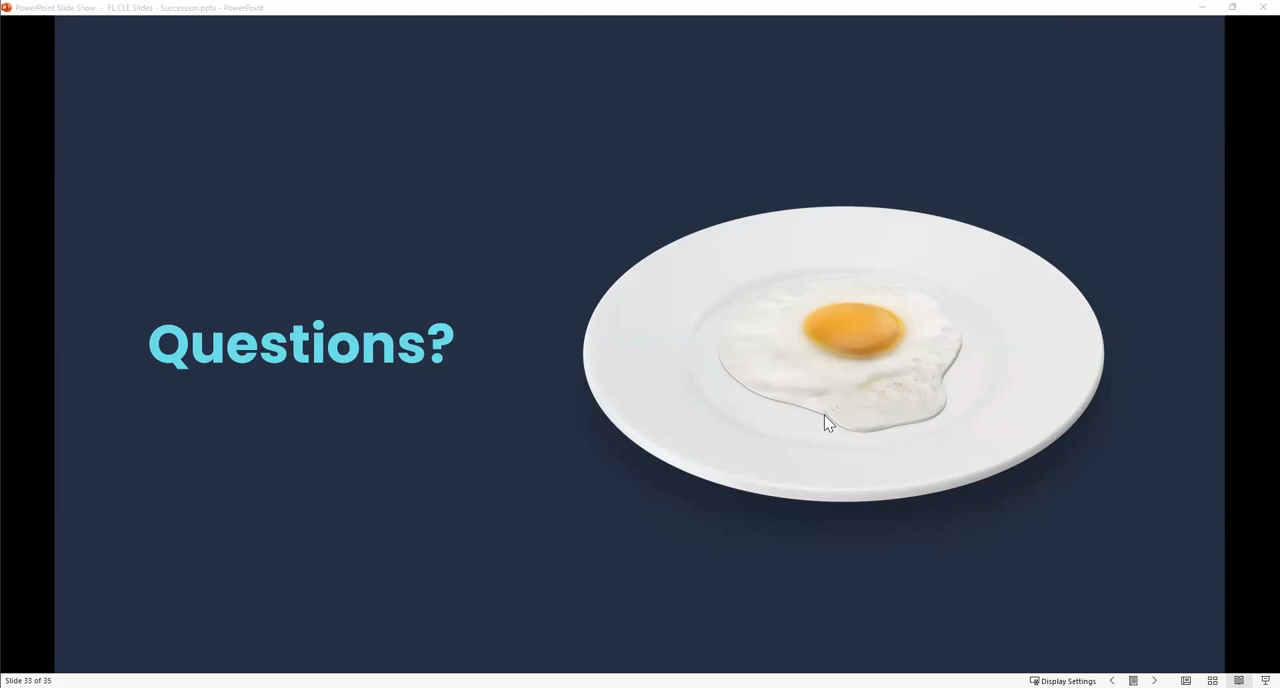 PowerPoint Slide Show - FL CLE Slides - Succession.pptx - PowerPoint
Questions?
Slide 33 of 35
Display Settings